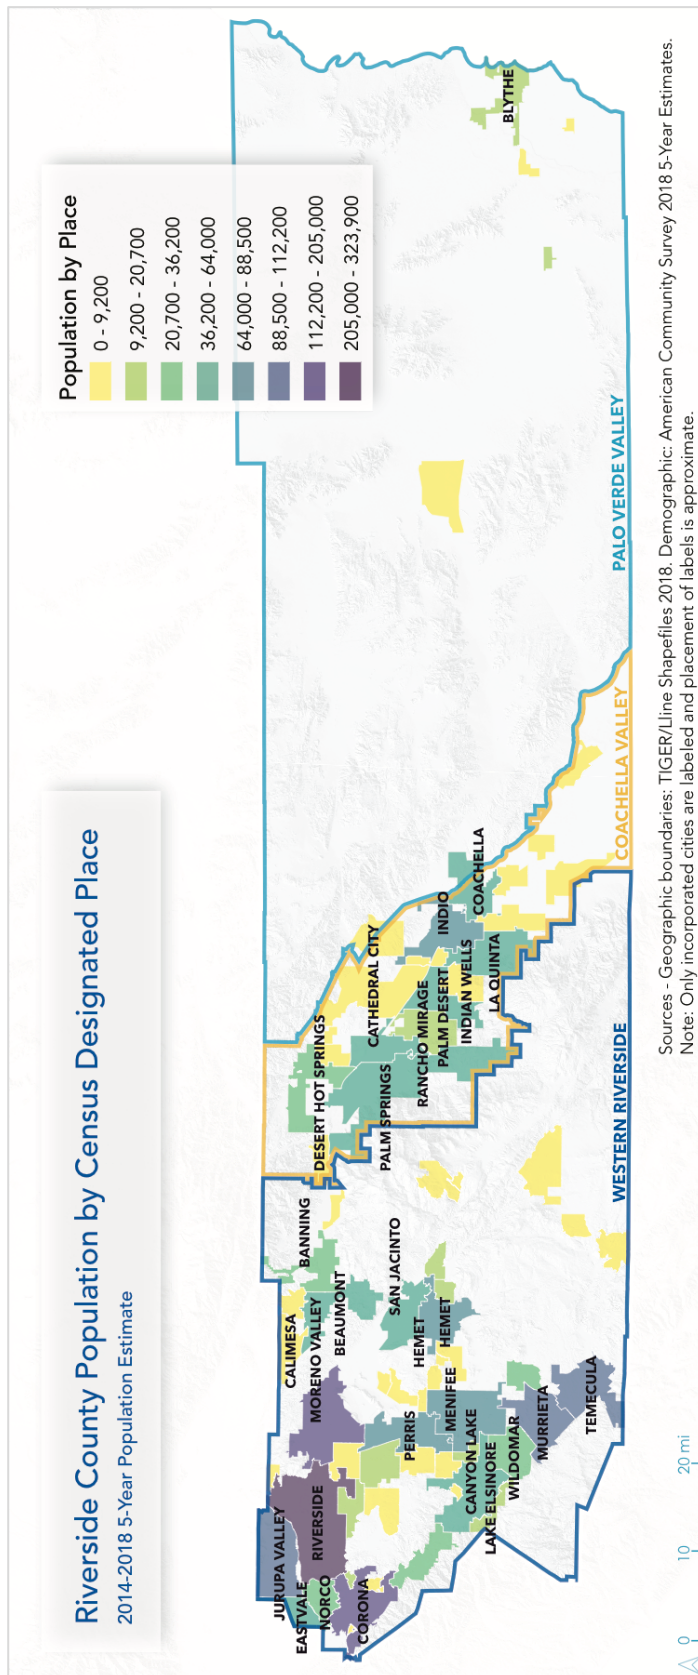 Riverside County Population by Census Designated Place
2014-2018 5-Year Population Estimate
Population by Place
0 - 9,200
9,200 - 20,700
20,700 - 36,200
36,200 - 64,000
64,000 - 88,500
88,500 - 112,200
112,200 - 205,000
205,000 - 323,900
JURUPA VALLEY
EASTVALE
RIVERSIDE
NORCO
CORONA
CALIMESA
MORENO VALLEY
BEAUMONT
BANNING
SAN JACINTO
HEMET
HEMET
PERRIS
MENIFEE
CANYON LAKE
LAKE ELSINORE
WILDOMAR
MURRIETA
TEMECULA
DESERT HOT SPRINGS
PALM SPRINGS
CATHEDRAL CITY
RANCHO MIRAGE
PALM DESERT
INDIAN WELLS
INDIO
LA QUINTA
COACHELLA
BLYTHE
WESTERN RIVERSIDE
COACHELLA VALLEY
PALO VERDE VALLEY
0 10 20 mi
Sources - Geographic boundaries: TIGER/Lline Shapefiles 2018. Demographic: American Community Survey 2018 5-Year Estimates.
Note: Only incorporated cities are labeled and placement of labels is approximate.